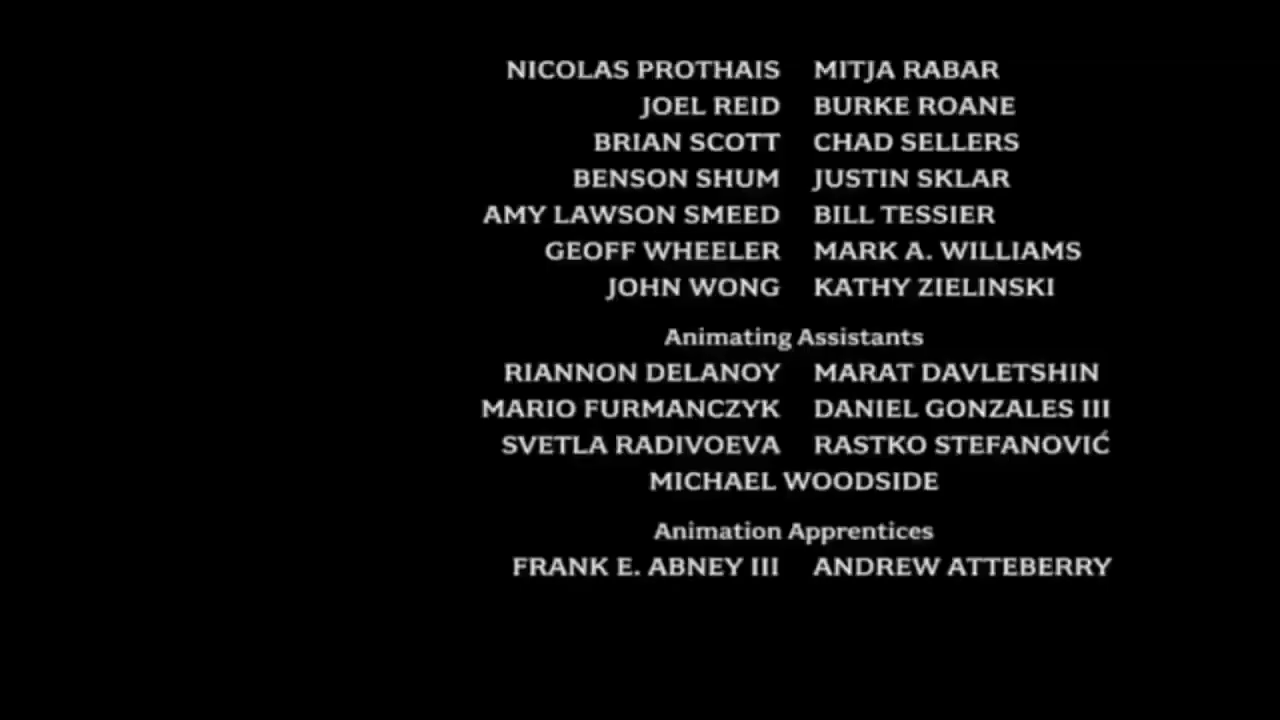 NICOLAS PROTHAIS MITJA RABAR
JOEL REID BURKE ROANE
BRIAN SCOTT CHAD SELLERS
BENSON SHUM JUSTIN SKLAR
AMY LAWSON SMEED BILL TESSIER
GEOFF WHEELER MARK A. WILLIAMS
JOHN WONG KATHY ZIELINSKI
Animating Assistants
RIANNON DELANOY MARAT DAVLETSHIN
MARIO FURMANCZYK DANIEL GONZALES III
SVETLA RADIVOEVA RASTKO STEFANOVIĆ
MICHAEL WOODSIDE
Animation Apprentices
FRANK E. ABNEY III ANDREW ATTEBERRY